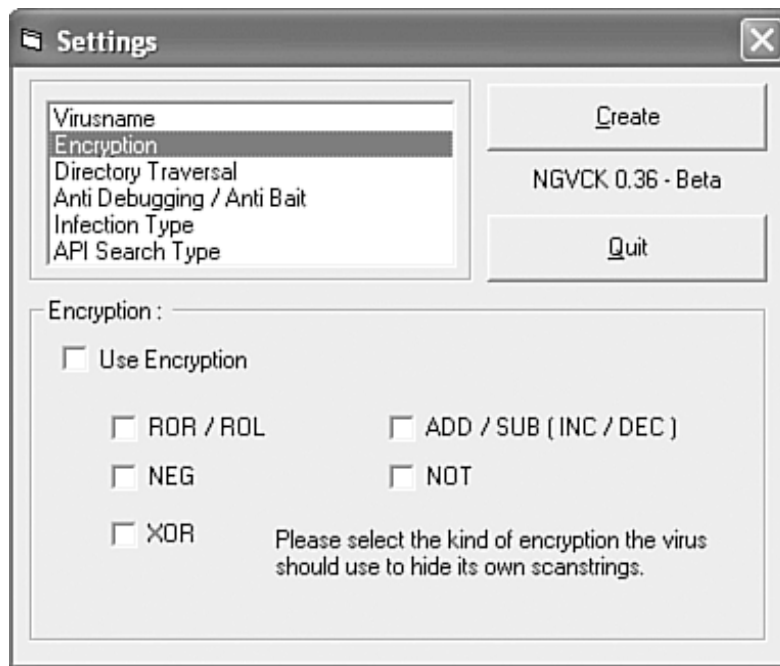 Settings
Virusname
Encryption
Directory Traversal
Anti Debugging / Anti Bait
Infection Type
API Search Type
Create
NGVCK 0.36 - Beta
Quit
Encryption :
Use Encryption
ROR / ROL
ADD / SUB ( INC / DEC )
NEG
NOT
XOR
Please select the kind of encryption the virus
should use to hide its own scanstrings.